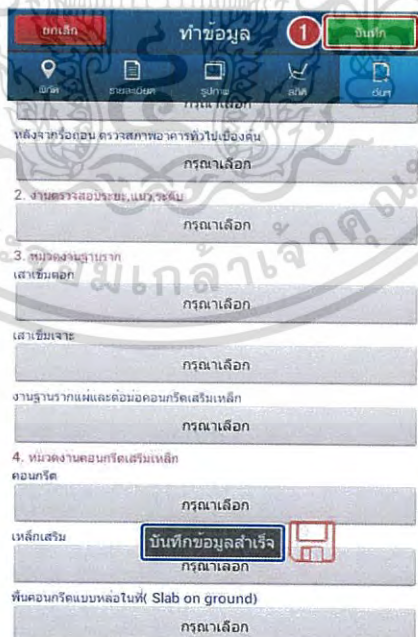 ยกเลิก ทำข้อมูล 1 บันทึก
พิกัด รายละเอียด รูปภาพ สถิติ อื่นๆ
กรุณาเลือก
หลังจากรื้อถอน ตรวจสภาพอาคารทั่วไปเบื้องต้น
กรุณาเลือก
2. งานตรวจสอบระยะ,แนว,ระดับ
กรุณาเลือก
3. หมวดงานฐานราก
เสาเข็มตอก
กรุณาเลือก
เสาเข็มเจาะ
กรุณาเลือก
งานฐานรากแผ่และตอม่อคอนกรีตเสริมเหล็ก
กรุณาเลือก
4. หมวดงานคอนกรีตเสริมเหล็ก
คอนกรีต
กรุณาเลือก
เหล็กเสริม
บันทึกข้อมูลสำเร็จ
กรุณาเลือก
พื้นคอนกรีตแบบหล่อในที่( Slab on ground)
กรุณาเลือก